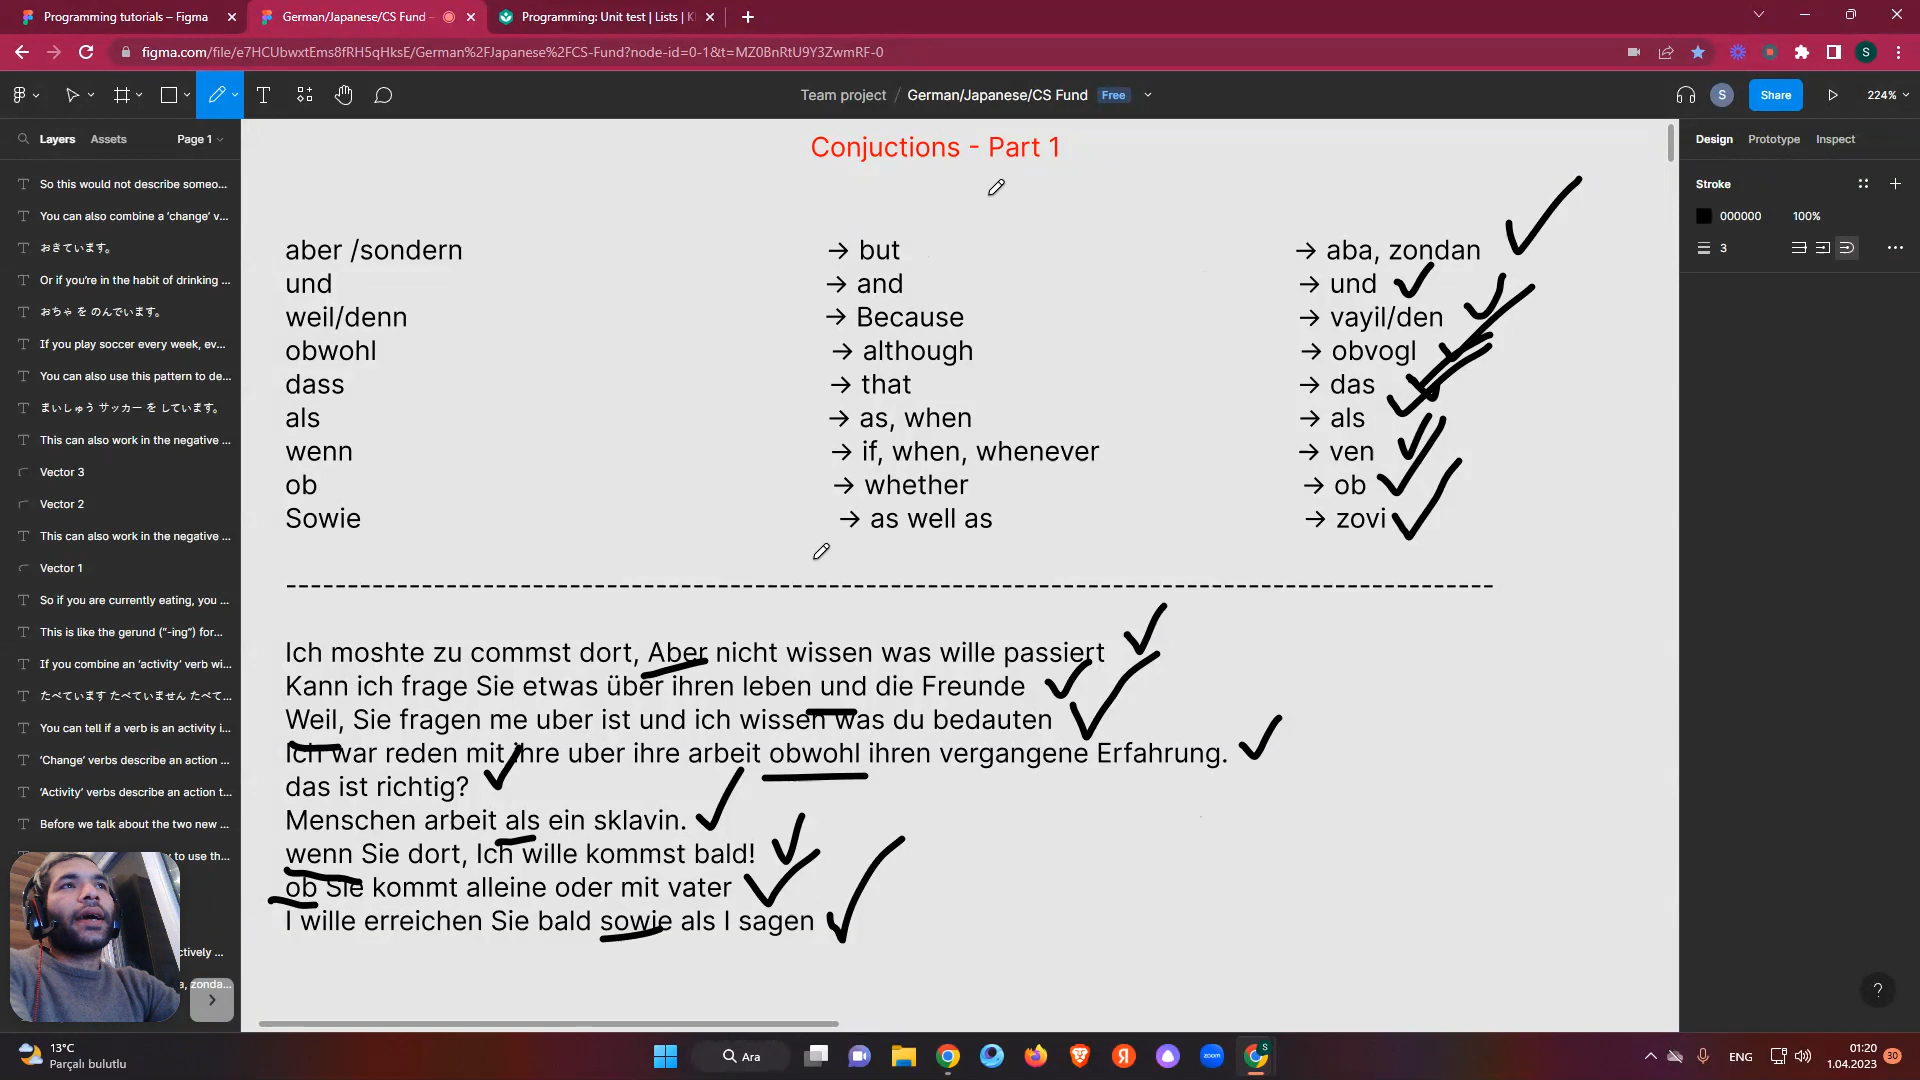 Programming tutorials – Figma
German/Japanese/CS Fund –
Programming: Unit test | Lists | K
figma.com/file/e7HCUbwxtEms8fRH5qHksE/German%2FJapanese%2FCS-Fund?node-id=0-1&t=MZ0BnRtU9Y3ZwmRF-0
S
Team project / German/Japanese/CS Fund Free
S
Share
224%
Layers Assets Page 1
So this would not describe someo...
You can also combine a ‘change’ v...
おきています。
Or if you’re in the habit of drinking ...
おちゃ を のんでいます。
If you play soccer every week, ev...
You can also use this pattern to de...
まいしゅう サッカー を しています。
This can also work in the negative ...
Vector 3
Vector 2
This can also work in the negative ...
Vector 1
So if you are currently eating, you ...
This is like the gerund (“-ing”) for...
If you combine an ‘activity’ verb wi...
たべています たべていません たべて...
You can tell if a verb is an activity i...
‘Change’ verbs describe an action ...
‘Activity’ verbs describe an action t...
Before we talk about the two new ...
to use th...
ctively ...
a, zonda...
Conjuctions - Part 1
aber /sondern → but → aba, zondan
und → and → und
weil/denn → Because → vayil/den
obwohl → although → obvogl
dass → that → das
als → as, when → als
wenn → if, when, whenever → ven
ob → whether → ob
Sowie → as well as → zovi
Ich moshte zu commst dort, Aber nicht wissen was wille passiert
Kann ich frage Sie etwas über ihren leben und die Freunde
Weil, Sie fragen me uber ist und ich wissen was du bedauten
Ich war reden mit ihre uber ihre arbeit obwohl ihren vergangene Erfahrung.
das ist richtig?
Menschen arbeit als ein sklavin.
wenn Sie dort, Ich wille kommst bald!
ob Sie kommt alleine oder mit vater
I wille erreichen Sie bald sowie als I sagen
Design Prototype Inspect
Stroke
000000 100%
3
?
13°C
Parçalı bulutlu
Ara
zoom
S
ENG
01:20
1.04.2023
30